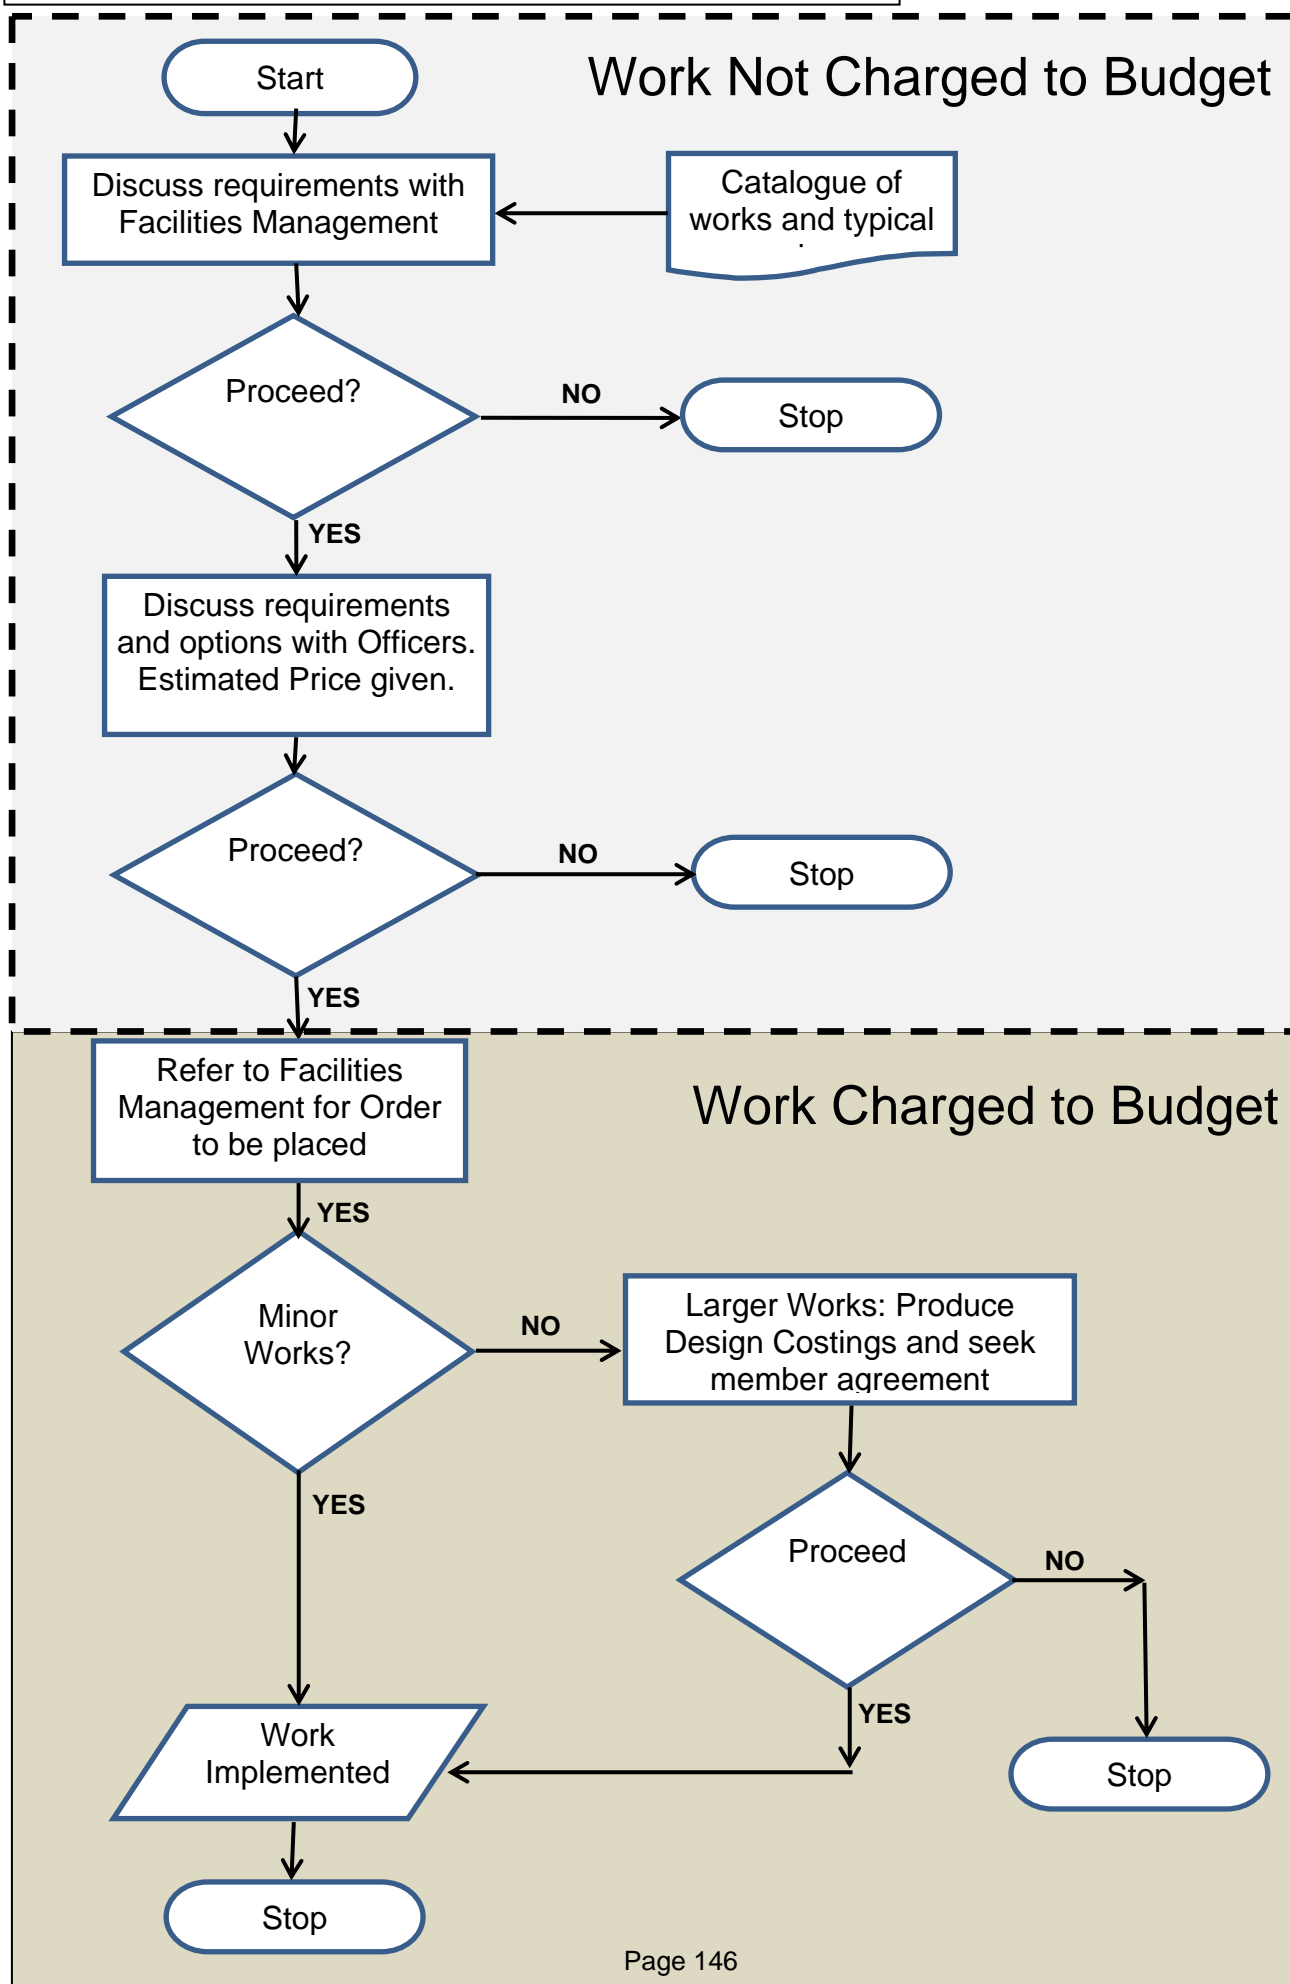 Start
Work Not Charged to Budget
Discuss requirements with
Facilities Management
Catalogue of
works and typical
Proceed?
NO
Stop
YES
Discuss requirements
and options with Officers.
Estimated Price given.
Proceed?
NO
Stop
YES
Refer to Facilities
Management for Order
to be placed
Work Charged to Budget
YES
Minor
Works?
NO
Larger Works: Produce
Design Costings and seek
member agreement
YES
Proceed
NO
YES
Work
Implemented
Stop
Stop
Page 146